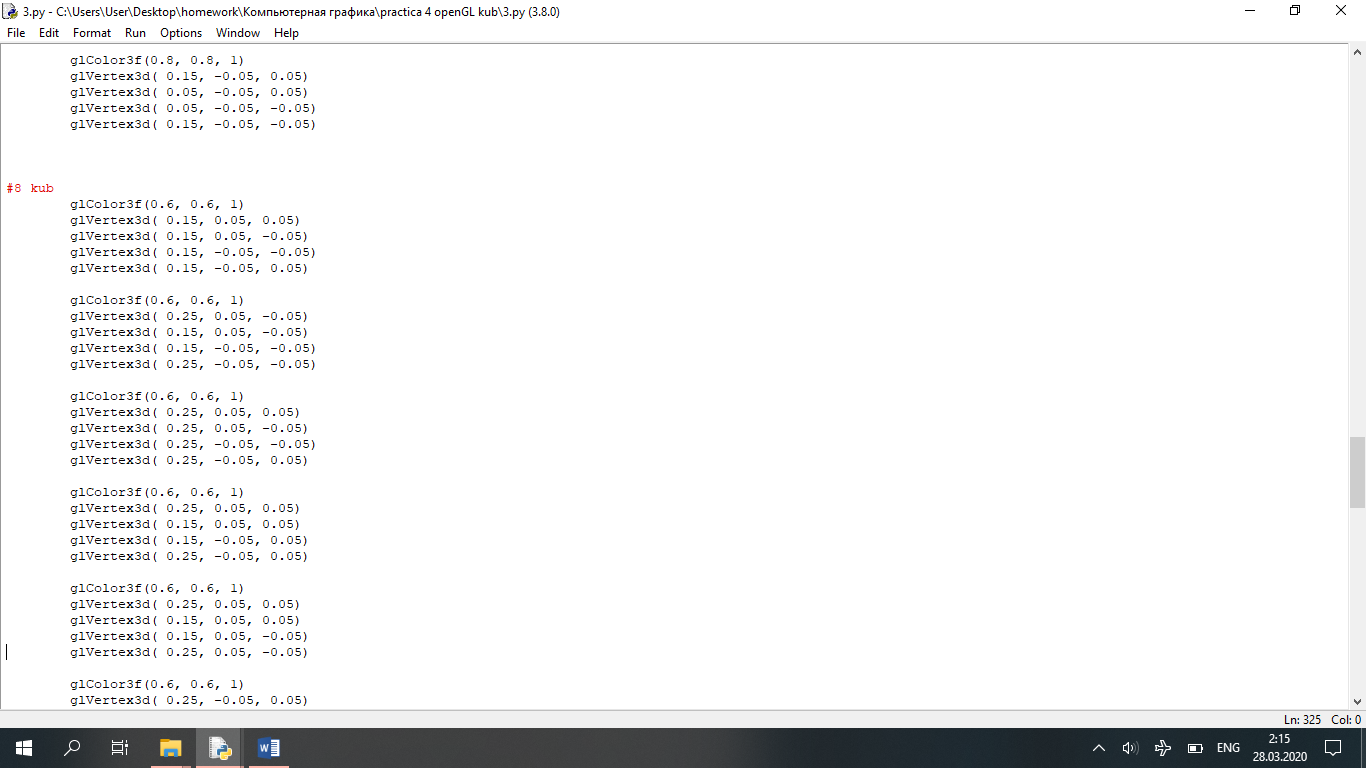 3.py - C:\Users\User\Desktop\homework\Компьютерная графика\practica 4 openGL kub\3.py (3.8.0)
File Edit Format Run Options Window Help
glColor3f(0.8, 0.8, 1)
glVertex3d( 0.15, -0.05, 0.05)
glVertex3d( 0.05, -0.05, 0.05)
glVertex3d( 0.05, -0.05, -0.05)
glVertex3d( 0.15, -0.05, -0.05)
#8 kub
glColor3f(0.6, 0.6, 1)
glVertex3d( 0.15, 0.05, 0.05)
glVertex3d( 0.15, 0.05, -0.05)
glVertex3d( 0.15, -0.05, -0.05)
glVertex3d( 0.15, -0.05, 0.05)
glColor3f(0.6, 0.6, 1)
glVertex3d( 0.25, 0.05, -0.05)
glVertex3d( 0.15, 0.05, -0.05)
glVertex3d( 0.15, -0.05, -0.05)
glVertex3d( 0.25, -0.05, -0.05)
glColor3f(0.6, 0.6, 1)
glVertex3d( 0.25, 0.05, 0.05)
glVertex3d( 0.25, 0.05, -0.05)
glVertex3d( 0.25, -0.05, -0.05)
glVertex3d( 0.25, -0.05, 0.05)
glColor3f(0.6, 0.6, 1)
glVertex3d( 0.25, 0.05, 0.05)
glVertex3d( 0.15, 0.05, 0.05)
glVertex3d( 0.15, -0.05, 0.05)
glVertex3d( 0.25, -0.05, 0.05)
glColor3f(0.6, 0.6, 1)
glVertex3d( 0.25, 0.05, 0.05)
glVertex3d( 0.15, 0.05, 0.05)
glVertex3d( 0.15, 0.05, -0.05)
glVertex3d( 0.25, 0.05, -0.05)
glColor3f(0.6, 0.6, 1)
glVertex3d( 0.25, -0.05, 0.05)
Ln: 325 Col: 0
ENG
2:15
28.03.2020